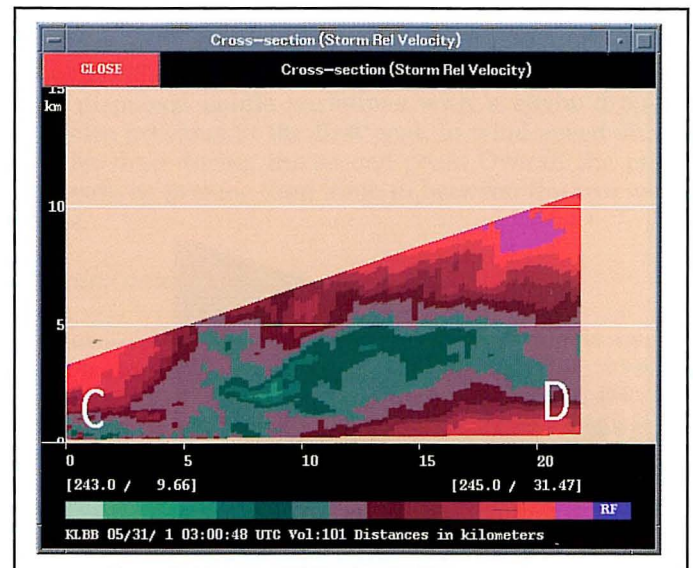 Cross-section (Storm Rel Velocity)
CLOSE Cross-section (Storm Rel Velocity)
15
km
10
5
0
C D
0 5 10 15 20
[243.0 / 9.66] [245.0 / 31.47]
RF
KLBB 05/31/ 1 03:00:48 UTC Vol:101 Distances in kilometers